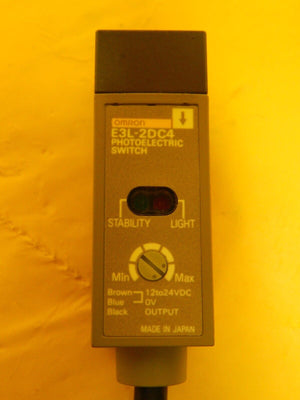 OMRON
E3L-2DC4
PHOTOELECTRIC
SWITCH
STABILITY LIGHT
Min Max
Brown 12to24VDC
Blue 0V
Black OUTPUT
MADE IN JAPAN